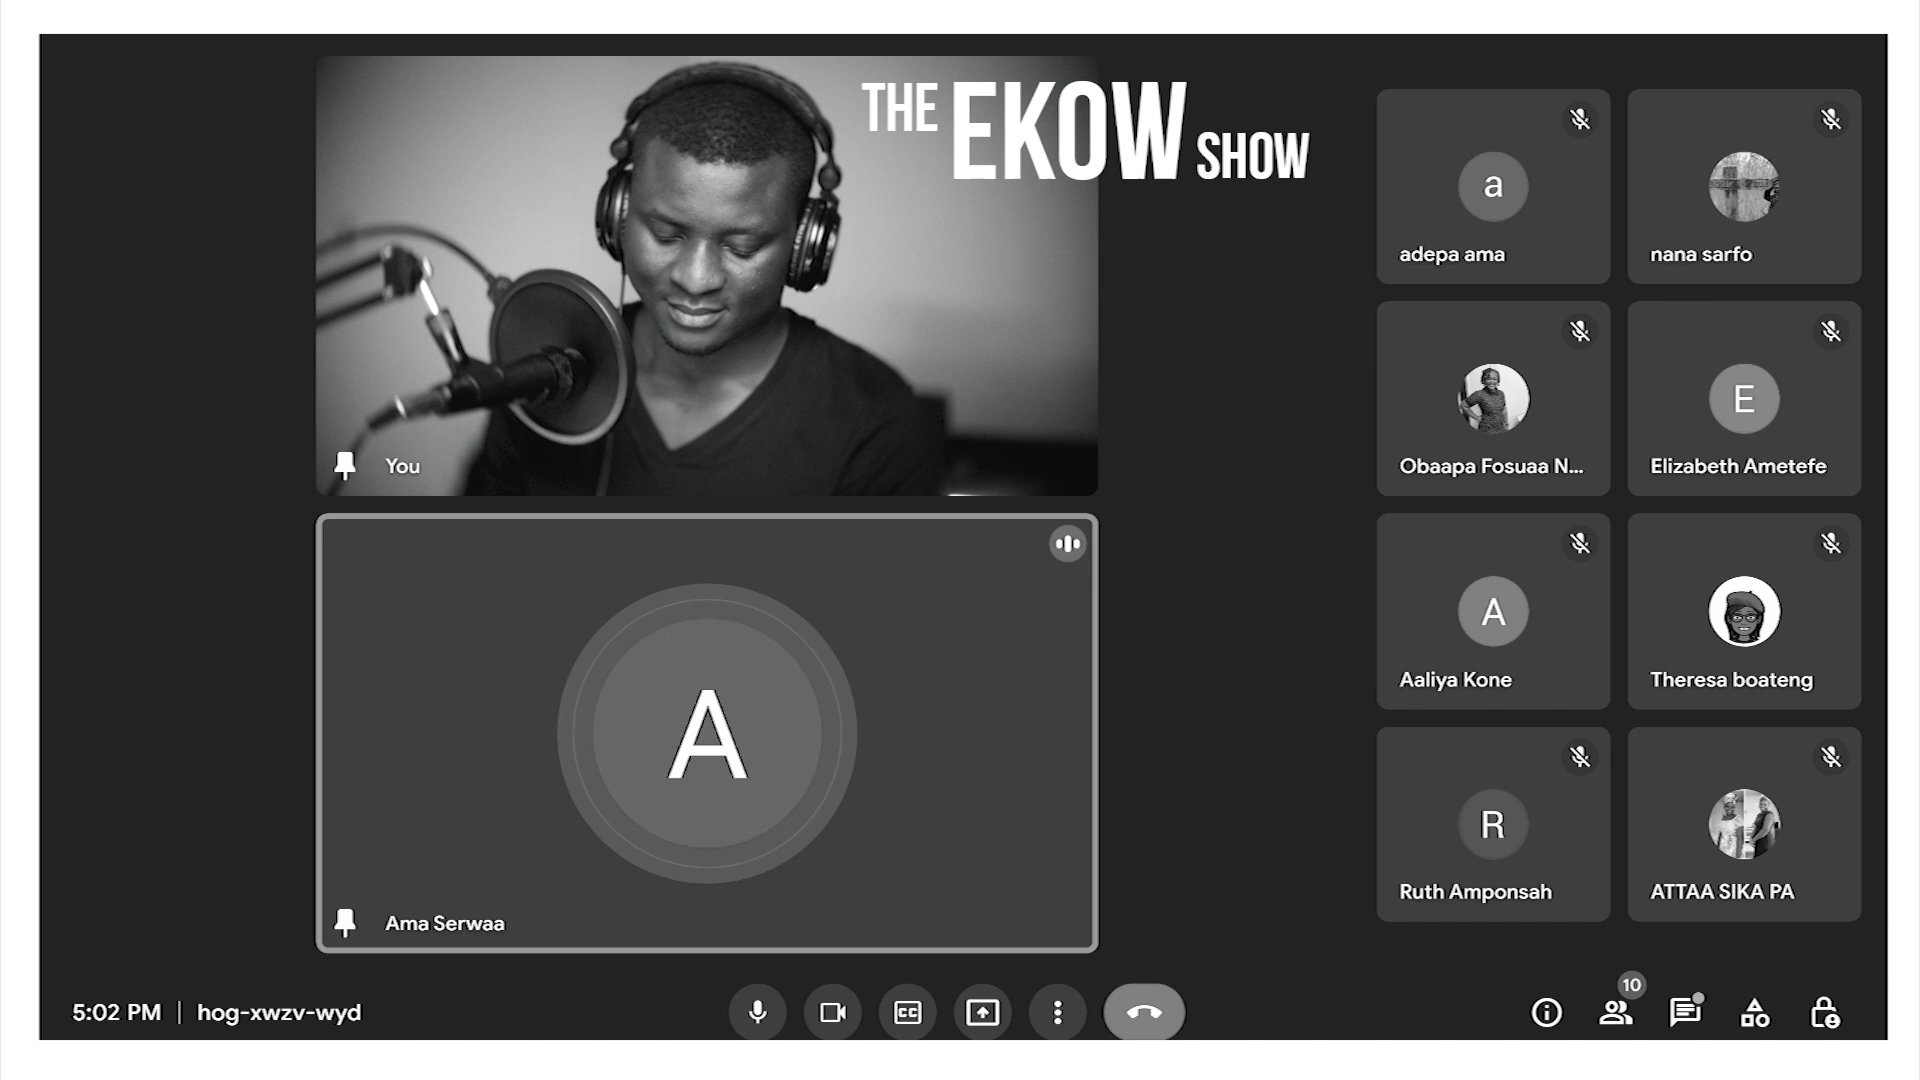 THE EKOW SHOW
You
A
Ama Serwaa
a
adepa ama
nana sarfo
Obaapa Fosuaa N...
E
Elizabeth Ametefe
A
Aaliya Kone
Theresa boateng
R
Ruth Amponsah
ATTAA SIKA PA
5:02 PM | hog-xwzv-wyd
CC
10